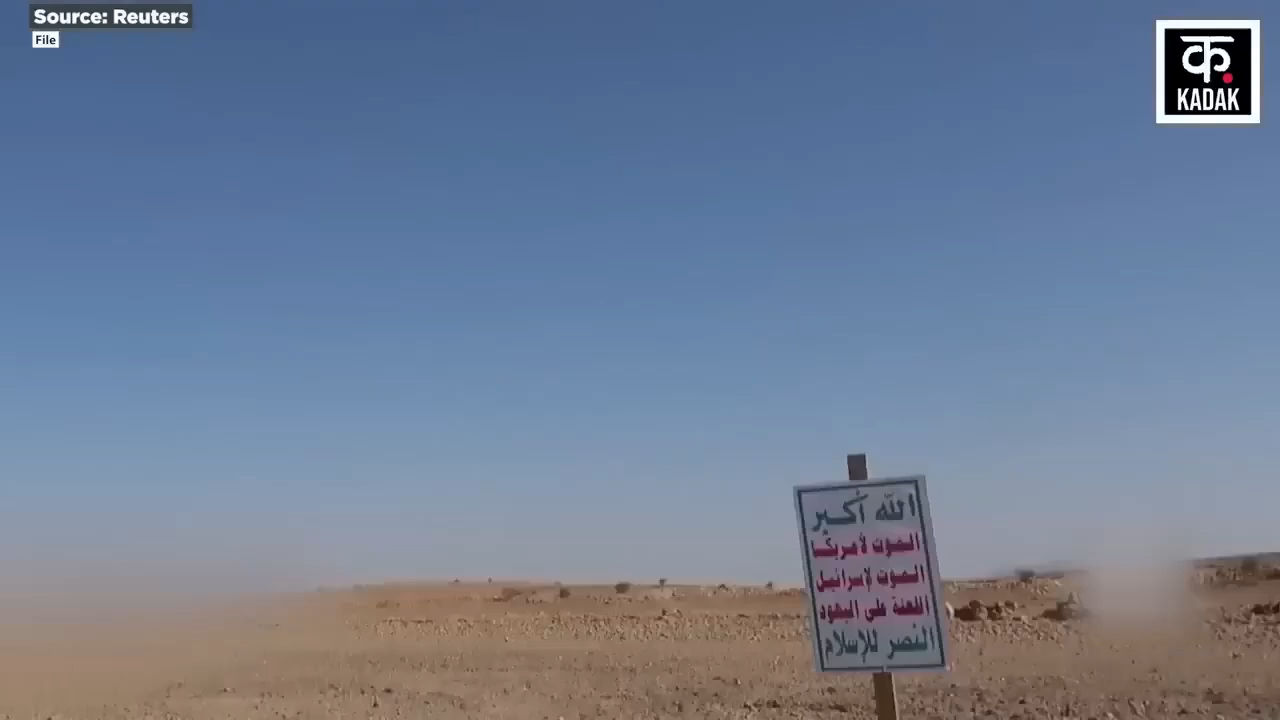 Source: Reuters
File
क.
KADAK
الله أكبر
الموت لأمريكا
الموت لإسرائيل
اللعنة على اليهود
النصر للإسلام